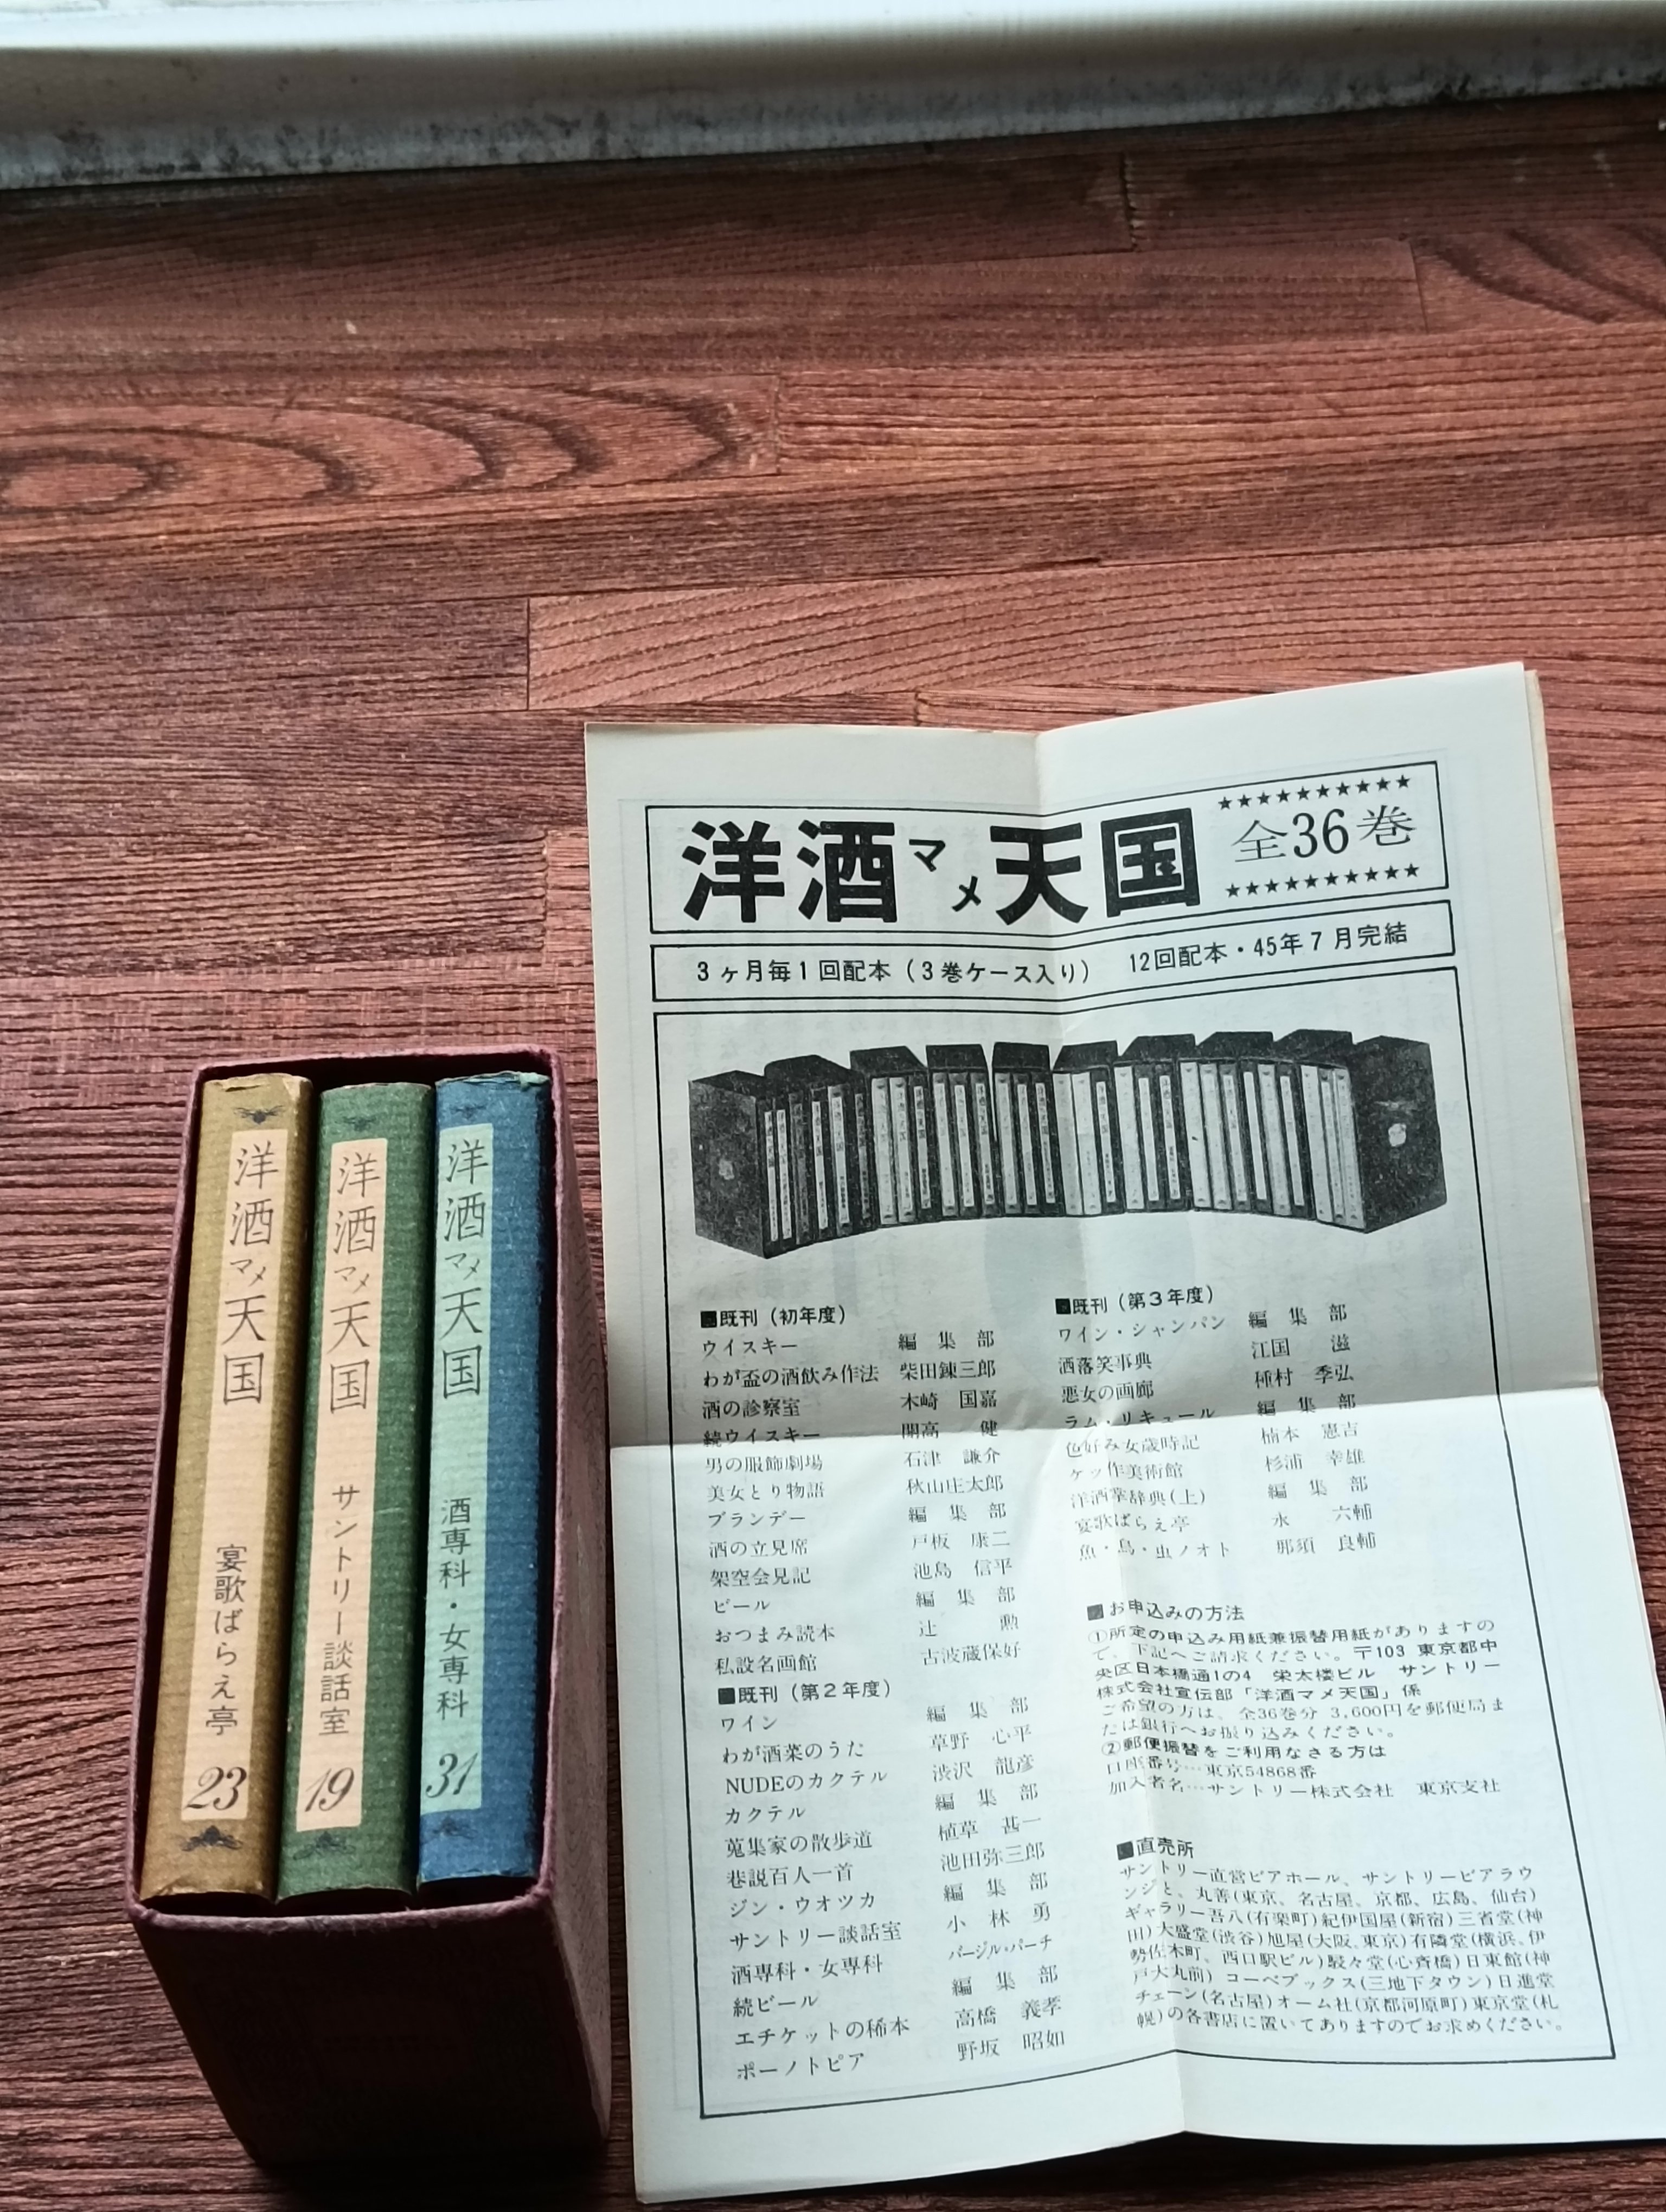 洋酒マメ天国
宴歌ばらえ亭
23
洋酒マメ天国
サントリー談話室
19
洋酒マメ天国
酒専科・女専科
31
洋酒マメ天国
★★★★★★★★★★
全36巻
★★★★★★★★★★
3ヶ月毎1回配本（3巻ケース入り） 12回配本・45年7月完結
■既刊（初年度）
ウイスキー 編集部
わが盃の酒飲み作法 柴田錬三郎
酒の診察室 木崎 国嘉
続ウイスキー 開高 健
男の服飾劇場 石津 謙介
美女とり物語 秋山庄太郎
ブランデー 編集部
酒の立見席 戸板 康二
架空会見記 池島 信平
ビール 編集部
おつまみ読本 辻 勲
私設名画館 古波蔵保好
■既刊（第2年度）
ワイン 編集部
わが酒菜のうた 草野 心平
NUDEのカクテル 渋沢 龍彦
カクテル 編集部
蒐集家の散歩道 植草 甚一
巷説百人一首 池田弥三郎
ジン・ウオツカ 編集部
サントリー談話室 小林 勇
酒専科・女専科 バージル・パーチ
続ビール 編集部
エチケットの稀本 高橋 義孝
ポーノトピア 野坂 昭如
■既刊（第3年度）
ワイン・シャンパン 編集部
洒落笑事典 江国 滋
悪女の画廊 種村 季弘
ラム・リキュール 編集部
色好み女歳時記 楠本 憲吉
ケッ作美術館 杉浦 幸雄
洋酒筆辞典(上) 編集部
宴歌ばらえ亭 永 六輔
魚・鳥・虫ノオト 那須 良輔
■お申込みの方法
①所定の申込み用紙兼振替用紙がありますの
で、下記へご請求ください。〒103 東京都中
央区日本橋通1の4 栄太楼ビル サントリー
株式会社宣伝部「洋酒マメ天国」係
ご希望の方は、全36巻分 3,600円を郵便局ま
たは銀行へお振り込みください。
②郵便振替をご利用なさる方は
口座番号…東京54868番
加入者名…サントリー株式会社 東京支社
■直売所
サントリー直営ビアホール、サントリービアラウ
ンジと、丸善(東京、名古屋、京都、広島、仙台)
ギャラリー吾八(有楽町)紀伊国屋(新宿)三省堂(神
田)大盛堂(渋谷)旭屋(大阪、東京)有隣堂(横浜、伊
勢佐木町、西口駅ビル)駸々堂(心斉橋)日東館(神
戸大丸前) コーベブックス(三地下タウン)日進堂
チェーン(名古屋)オーム社(京都河原町)東京堂(札
幌)の各書店に置いてありますのでお求めください。